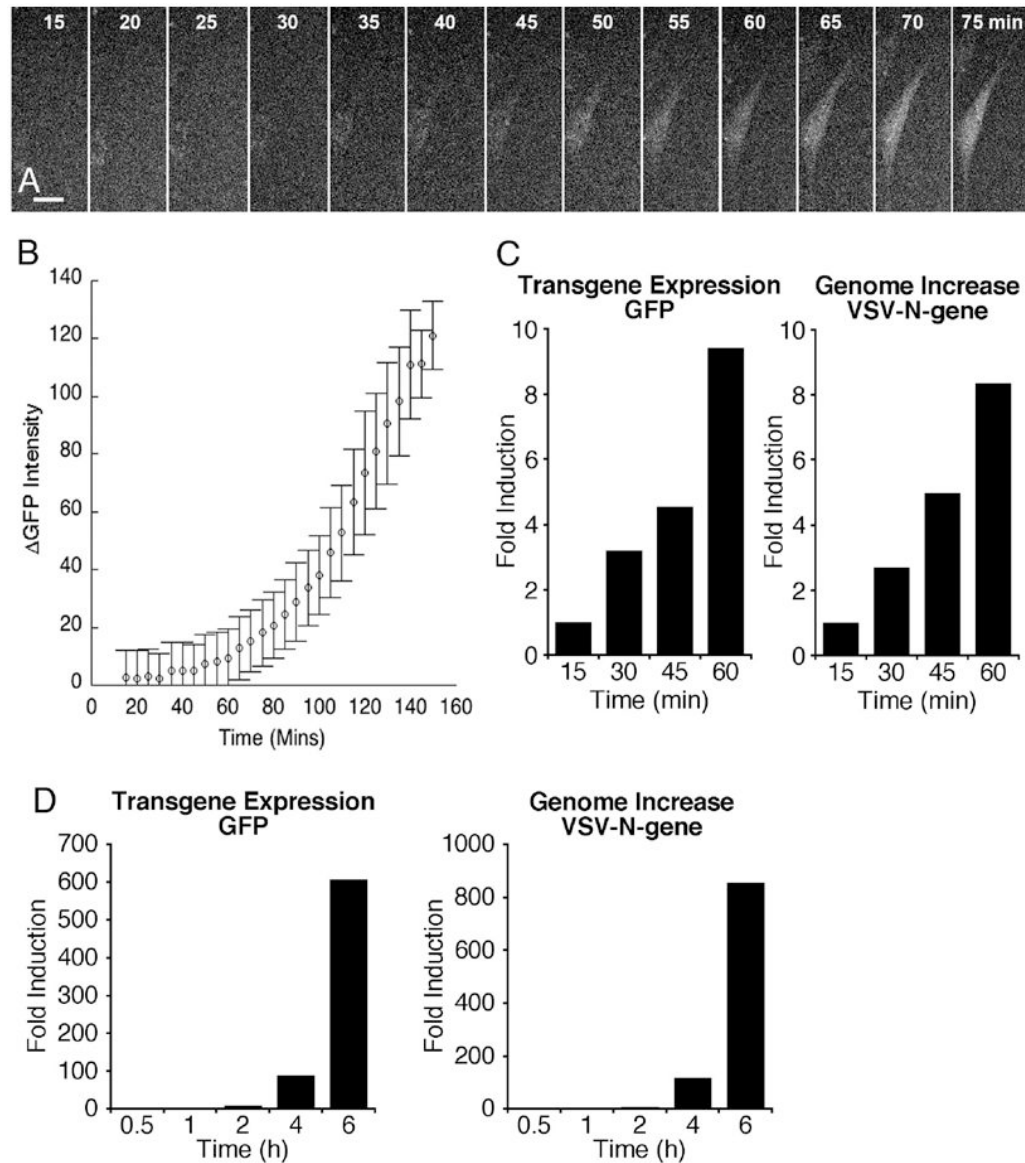 15 20 25 30 35 40 45 50 55 60 65 70 75 min
A
B
140
120
100
80
60
40
20
0
ΔGFP Intensity
0 20 40 60 80 100 120 140 160
Time (Mins)
C
Transgene Expression
GFP
10
8
6
4
2
0
Fold Induction
15 30 45 60
Time (min)
Genome Increase
VSV-N-gene
10
8
6
4
2
0
Fold Induction
15 30 45 60
Time (min)
D
Transgene Expression
GFP
700
600
500
400
300
200
100
0
Fold Induction
0.5 1 2 4 6
Time (h)
Genome Increase
VSV-N-gene
1000
800
600
400
200
0
Fold Induction
0.5 1 2 4 6
Time (h)